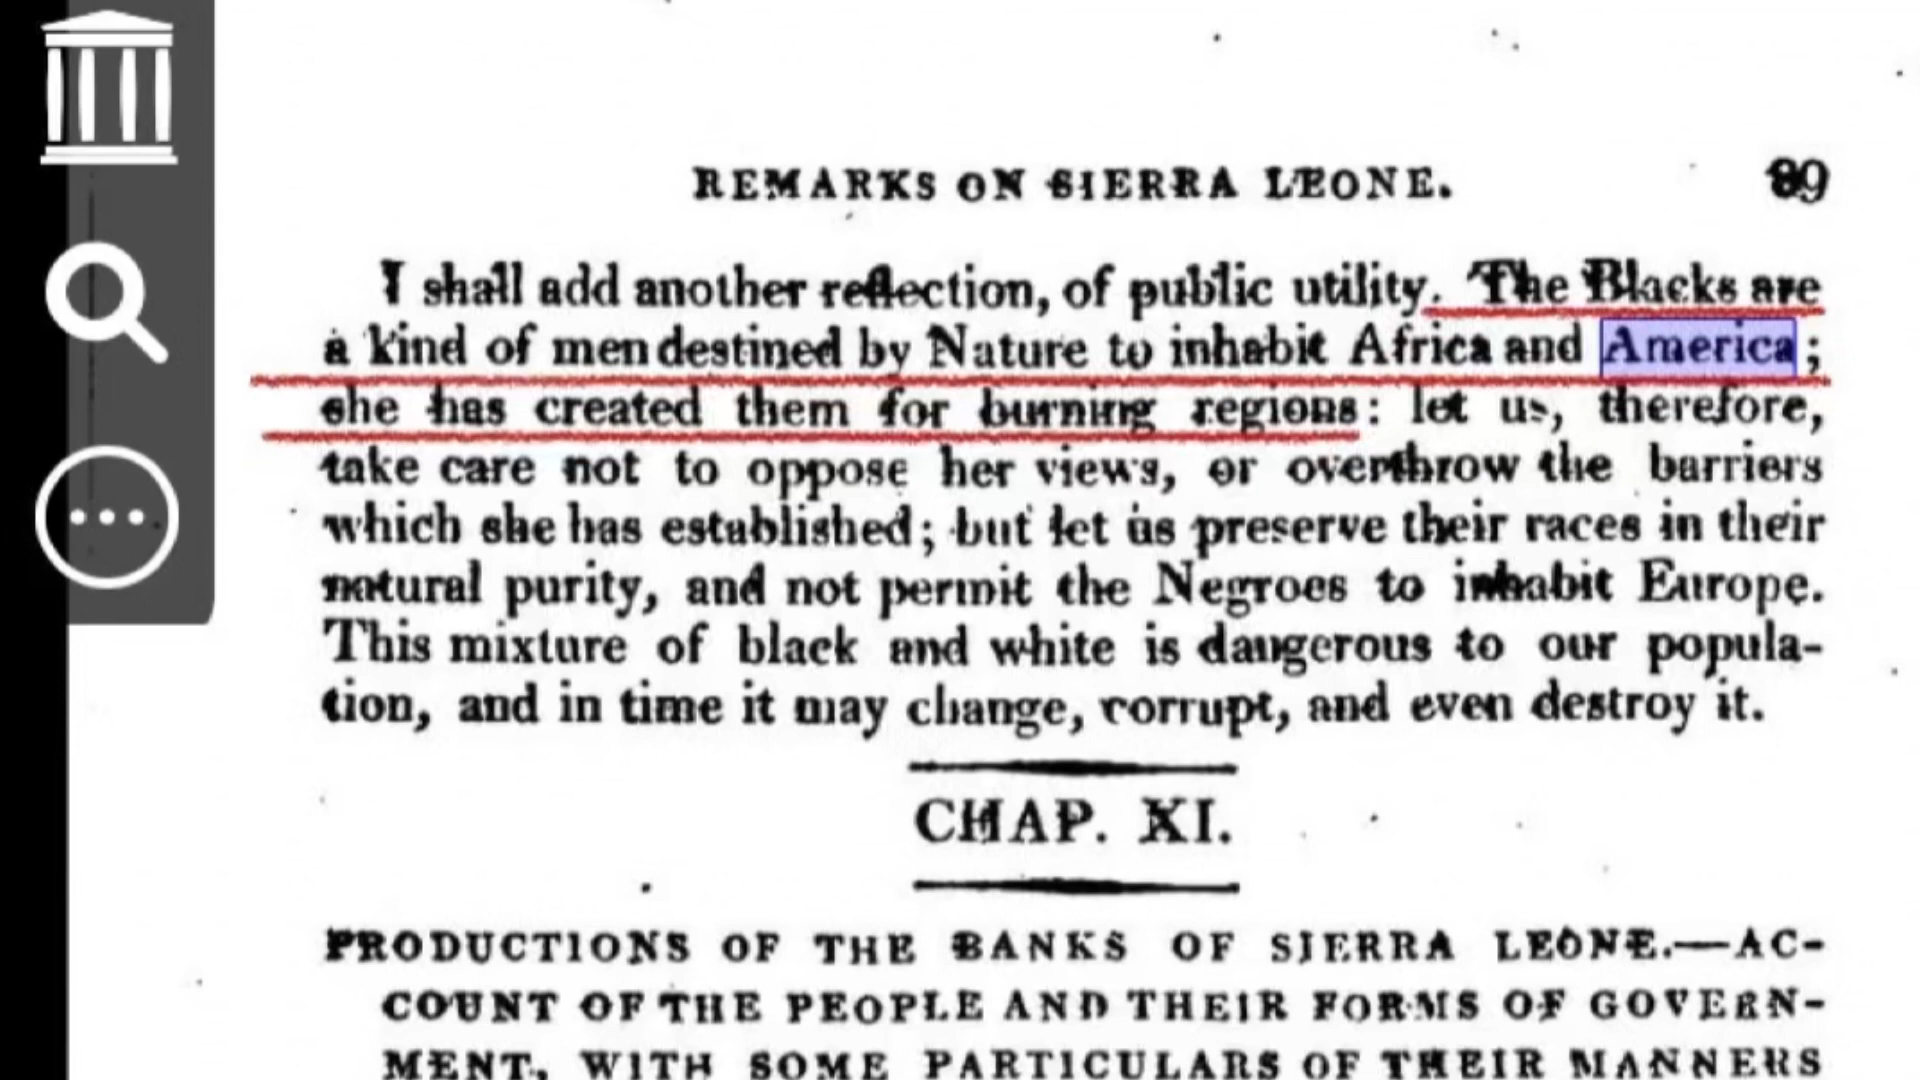 REMARKS ON SIERRA LEONE. 89
I shall add another reflection, of public utility. The Blacks are
a kind of men destined by Nature to inhabit Africa and America;
she has created them for burning regions: let us, therefore,
take care not to oppose her views, or overthrow the barriers
which she has established; but let us preserve their races in their
natural purity, and not permit the Negroes to inhabit Europe.
This mixture of black and white is dangerous to our popula-
tion, and in time it may change, corrupt, and even destroy it.
CHAP. XI.
PRODUCTIONS OF THE BANKS OF SIERRA LEONE.—AC-
COUNT OF THE PEOPLE AND THEIR FORMS OF GOVERN-
MENT, WITH SOME PARTICULARS OF THEIR MANNERS